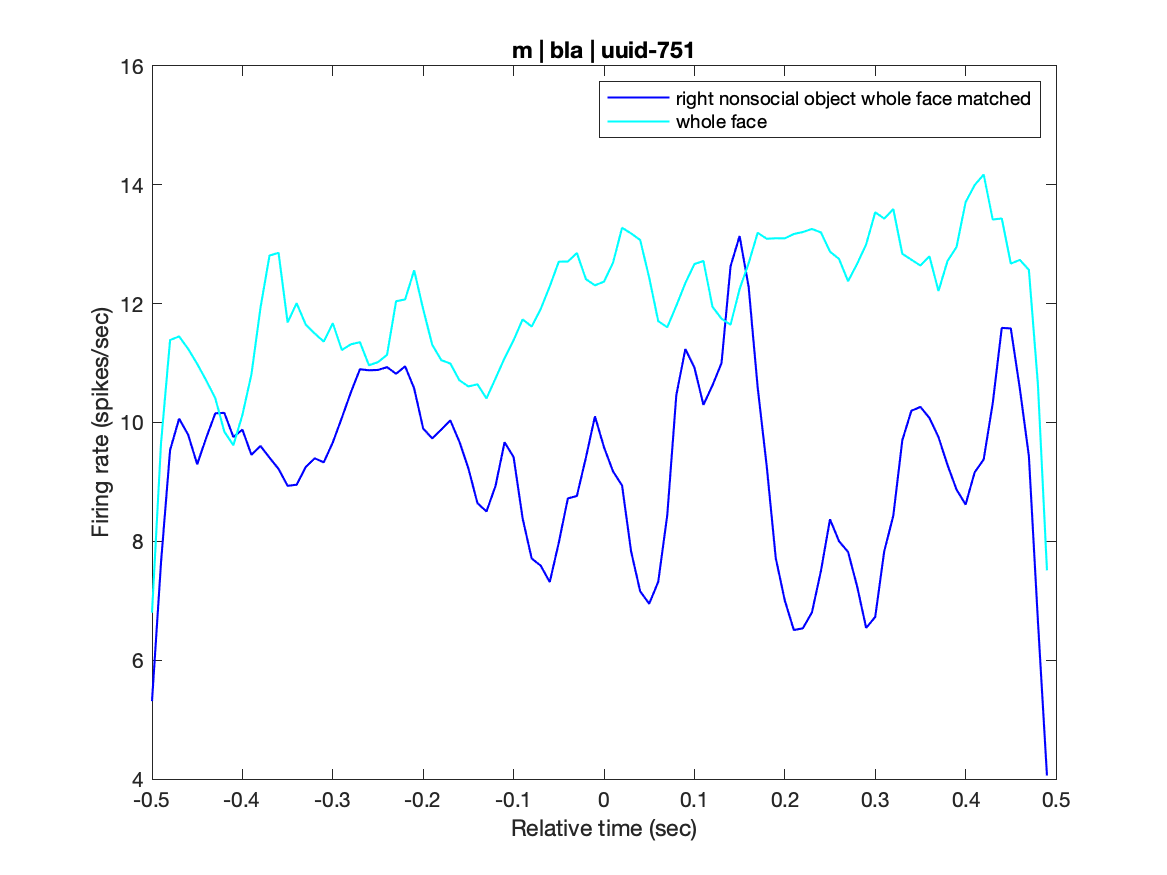 m | bla | uuid-751
right nonsocial object whole face matched
whole face
Firing rate (spikes/sec)
16
14
12
10
8
6
4
-0.5 -0.4 -0.3 -0.2 -0.1 0 0.1 0.2 0.3 0.4 0.5
Relative time (sec)